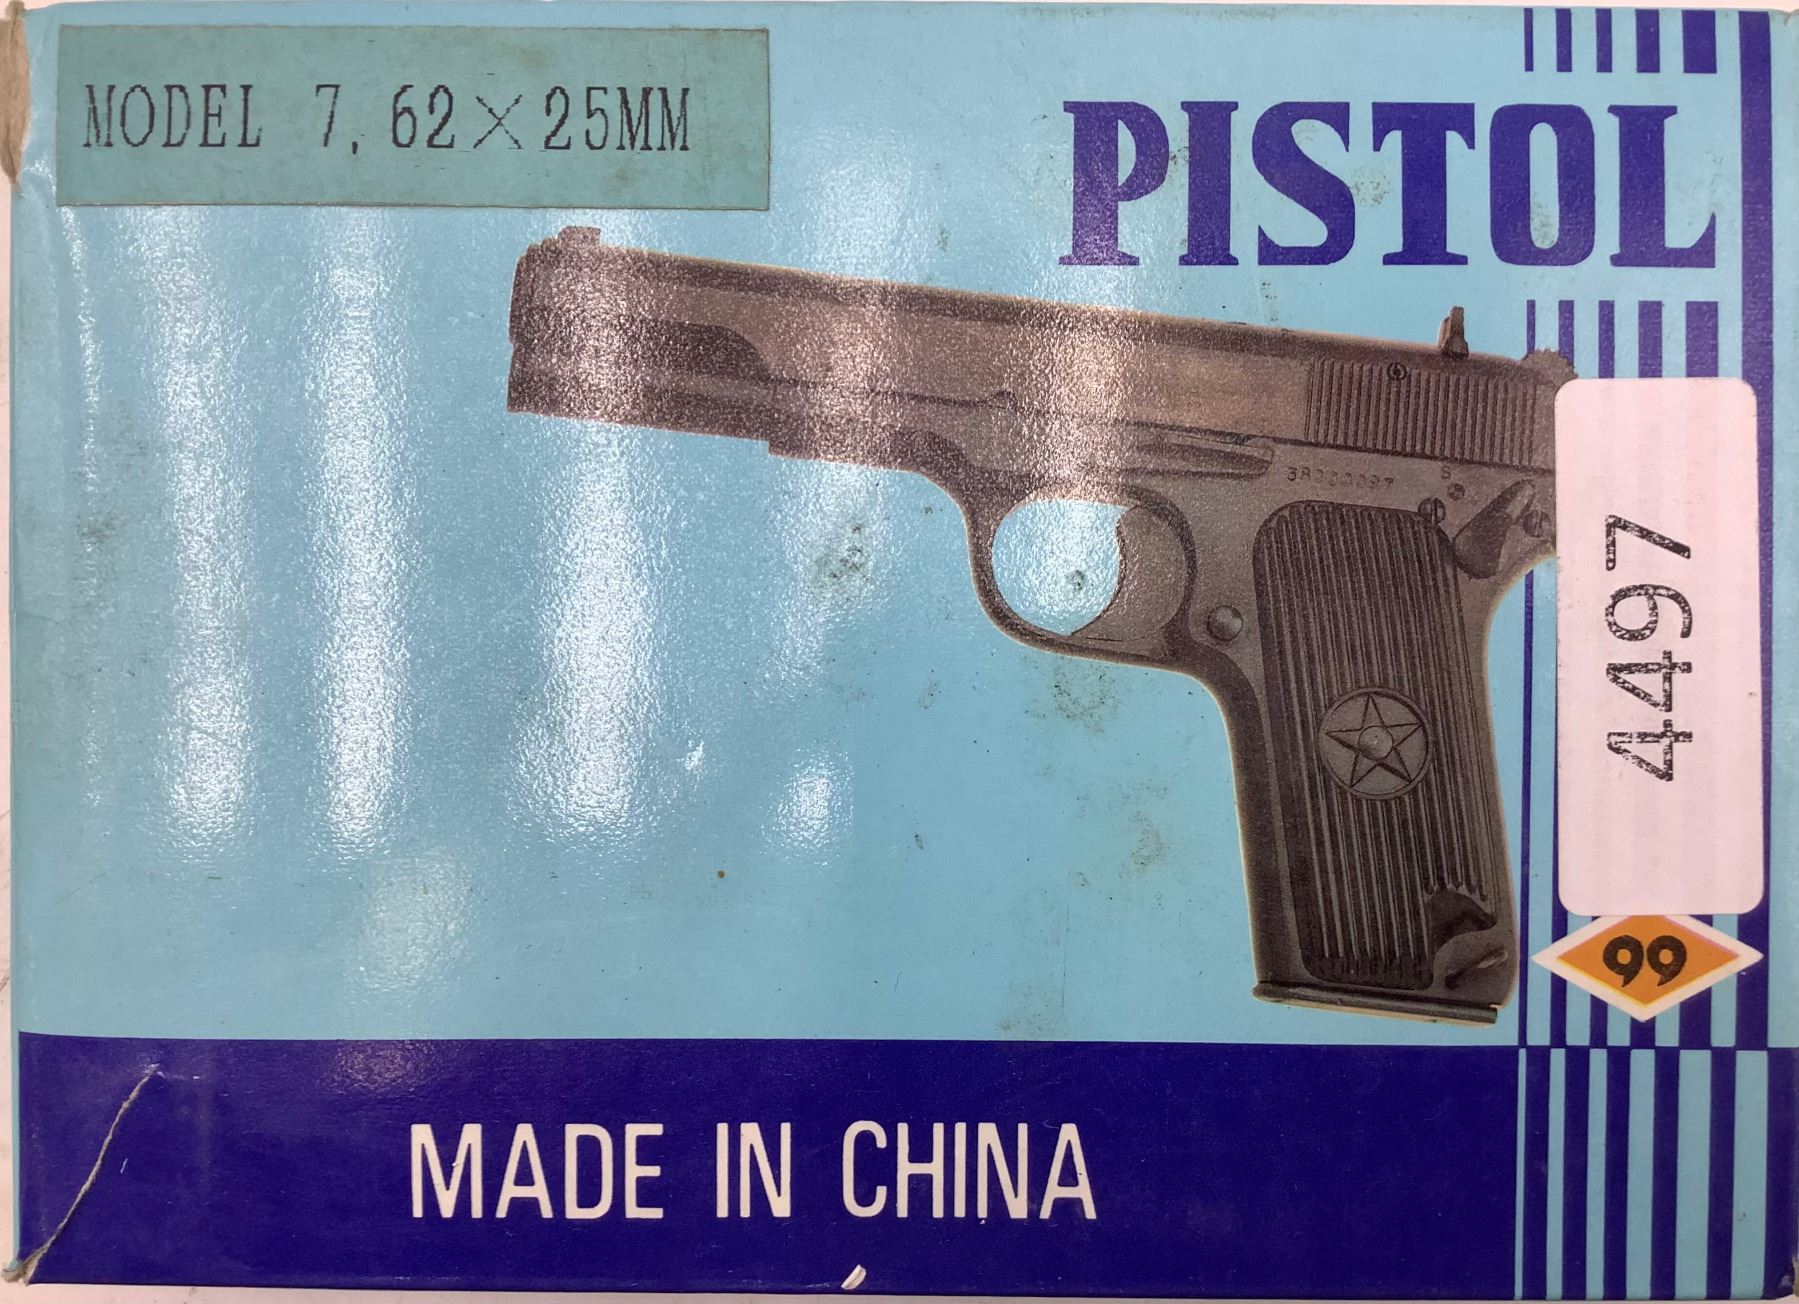 MODEL 7, 62×25MM
PISTOL
S
4497
99
MADE IN CHINA